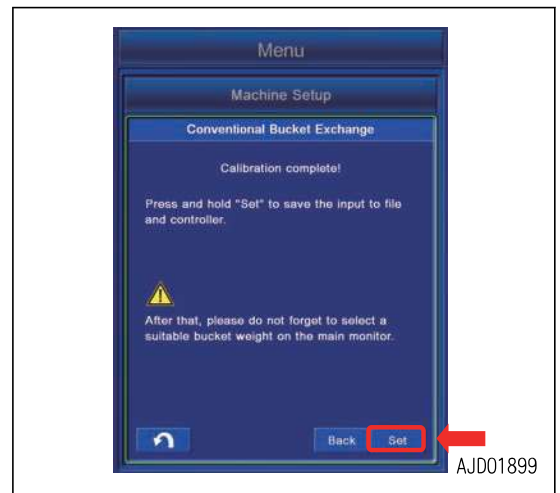 Menu
Machine Setup
Conventional Bucket Exchange
Calibration complete!
Press and hold "Set" to save the input to file
and controller.
After that, please do not forget to select a
suitable bucket weight on the main monitor.
Back Set
AJD01899